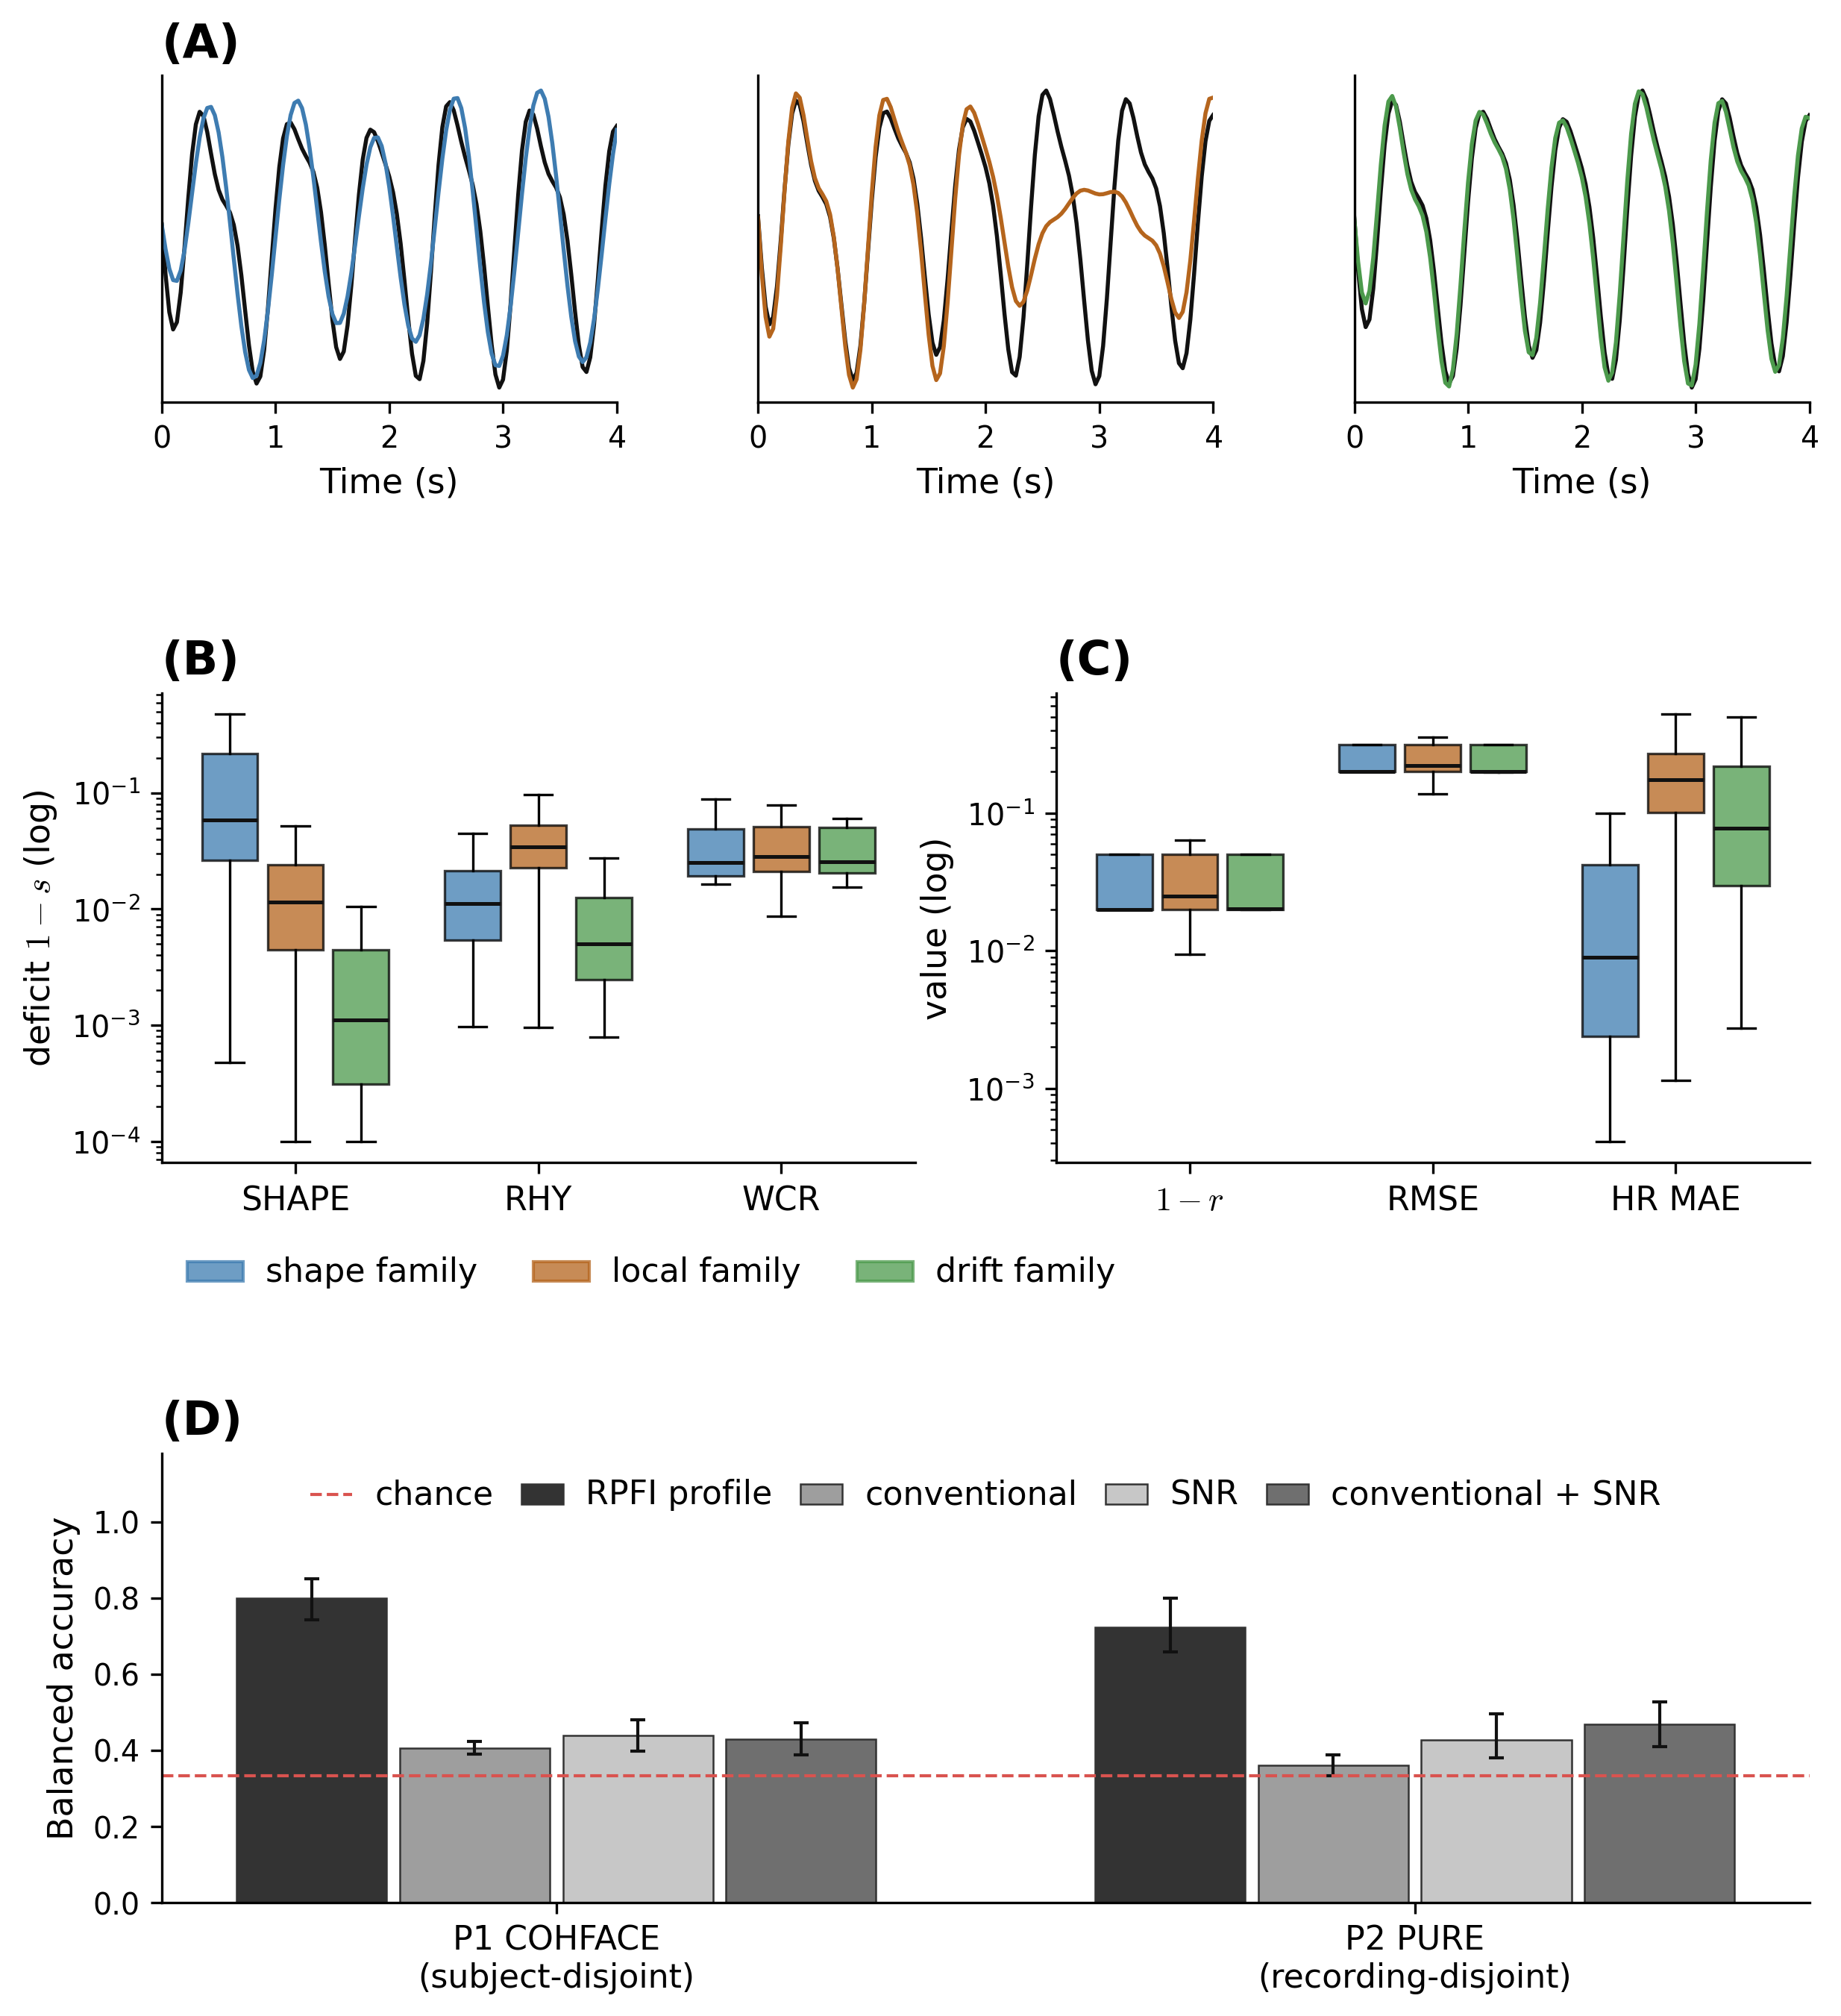 (A)
0 1 2 3 4
Time (s)
0 1 2 3 4
Time (s)
0 1 2 3 4
Time (s)
(B)
deficit 1 − s (log)
10⁻¹
10⁻²
10⁻³
10⁻⁴
SHAPE RHY WCR
(C)
value (log)
10⁻¹
10⁻²
10⁻³
1 − r RMSE HR MAE
shape family local family drift family
(D)
chance RPFI profile conventional SNR conventional + SNR
Balanced accuracy
1.0
0.8
0.6
0.4
0.2
0.0
P1 COHFACE
(subject-disjoint)
P2 PURE
(recording-disjoint)